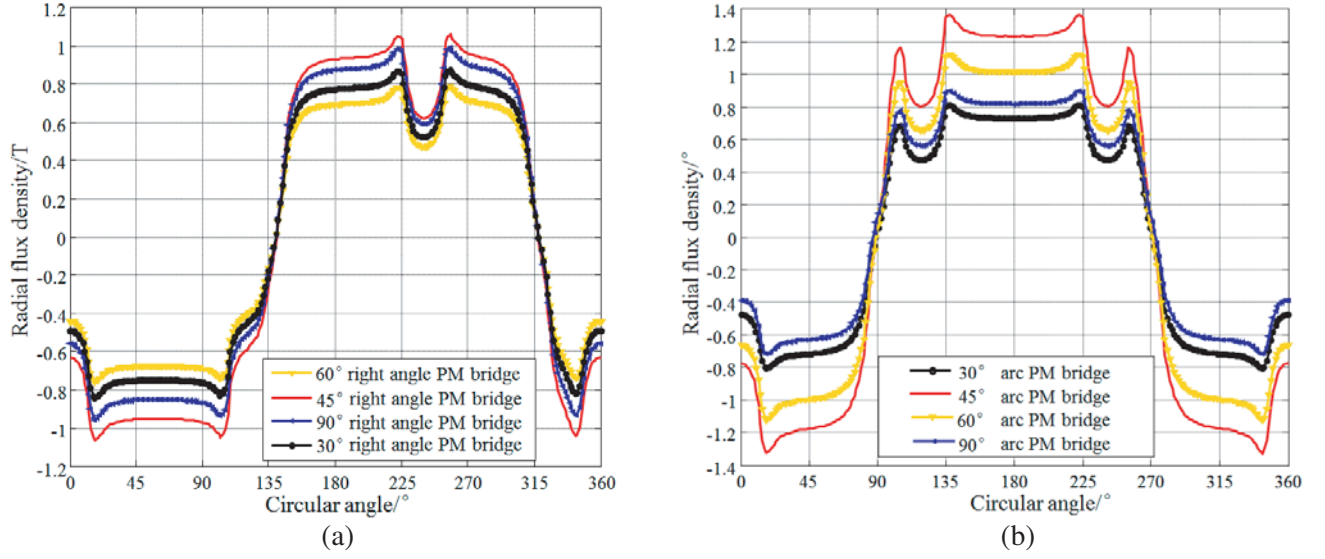 1.2
1
0.8
0.6
0.4
0.2
0
-0.2
-0.4
-0.6
-0.8
-1
-1.2
Radial flux density/T
0 45 90 135 180 225 270 315 360
Circular angle/°
60° right angle PM bridge
45° right angle PM bridge
90° right angle PM bridge
30° right angle PM bridge
(a)
1.4
1.2
1
0.8
0.6
0.4
0.2
0
-0.2
-0.4
-0.6
-0.8
-1
-1.2
-1.4
Radial flux density/°
0 45 90 135 180 225 270 315 360
Circular angle/°
30° arc PM bridge
45° arc PM bridge
60° arc PM bridge
90° arc PM bridge
(b)